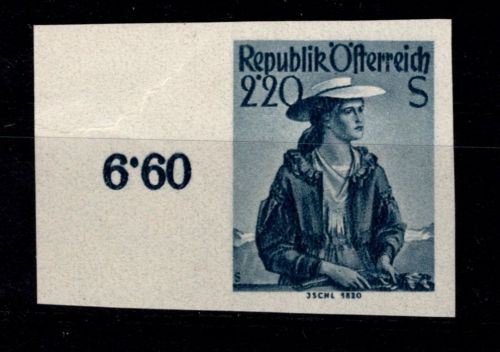 Republik Österreich
2·20 S
6·60
S
JSCHL 1820